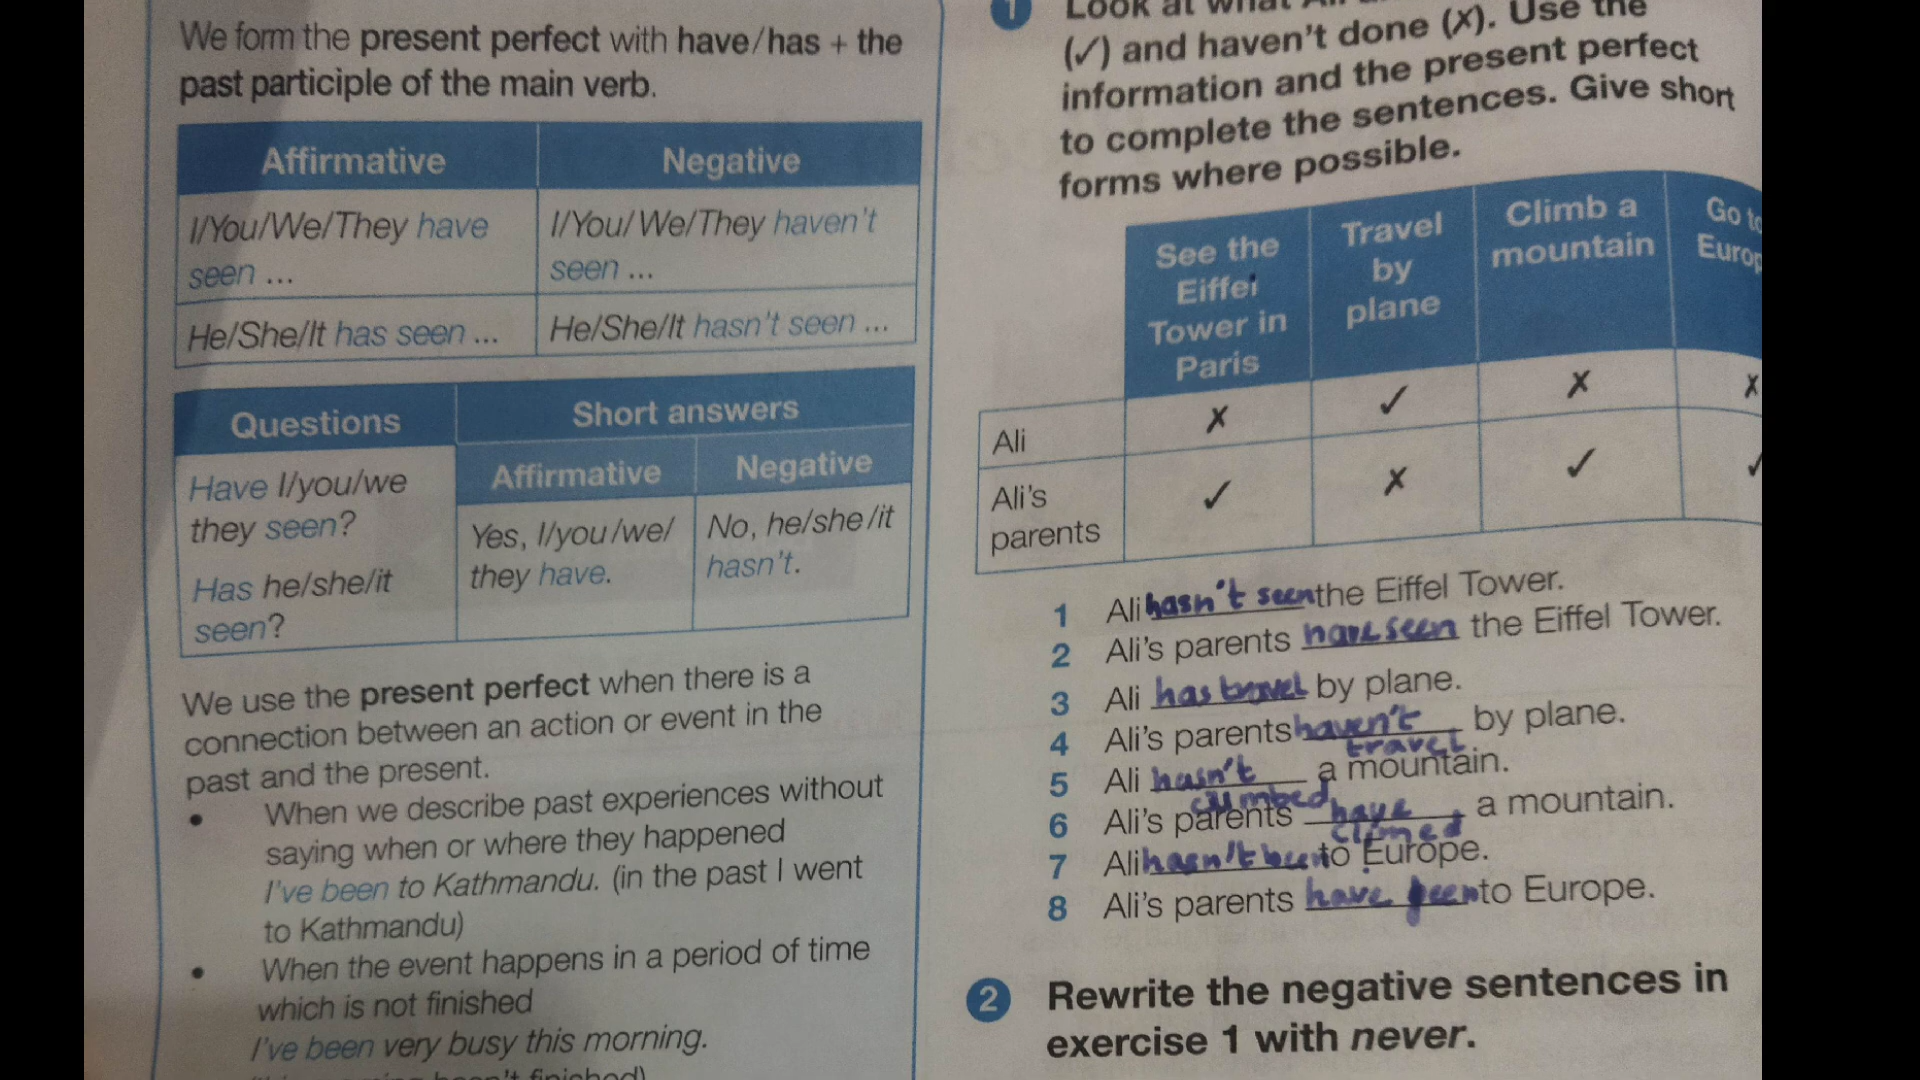 We form the present perfect with have/has + the
past participle of the main verb.
Affirmative
Negative
I/You/We/They have
seen ...
I/You/We/They haven't
seen ...
He/She/It has seen ...
He/She/It hasn't seen ...
Questions
Short answers
Affirmative
Negative
Have I/you/we
they seen?
Has he/she/it
seen?
Yes, I/you/we/
they have.
No, he/she/it
hasn't.
We use the present perfect when there is a
connection between an action or event in the
past and the present.
• When we describe past experiences without
saying when or where they happened
I've been to Kathmandu. (in the past I went
to Kathmandu)
• When the event happens in a period of time
which is not finished
I've been very busy this morning.
1 Look at what
(✓) and haven't done (✗). Use the
information and the present perfect
to complete the sentences. Give short
forms where possible.
See the
Eiffel
Tower in
Paris
Travel
by
plane
Climb a
mountain
Go to
Europ
Ali ✗ ✓ ✗ ✗
Ali's
parents ✓ ✗ ✓ ✓
1 Ali hasn't seen the Eiffel Tower.
2 Ali's parents have seen the Eiffel Tower.
3 Ali has travel by plane.
4 Ali's parents haven't by plane.
travel
5 Ali hasn't a mountain.
climbed
6 Ali's parents have a mountain.
climed
7 Ali hasn't been to Europe.
8 Ali's parents have been to Europe.
2 Rewrite the negative sentences in
exercise 1 with never.